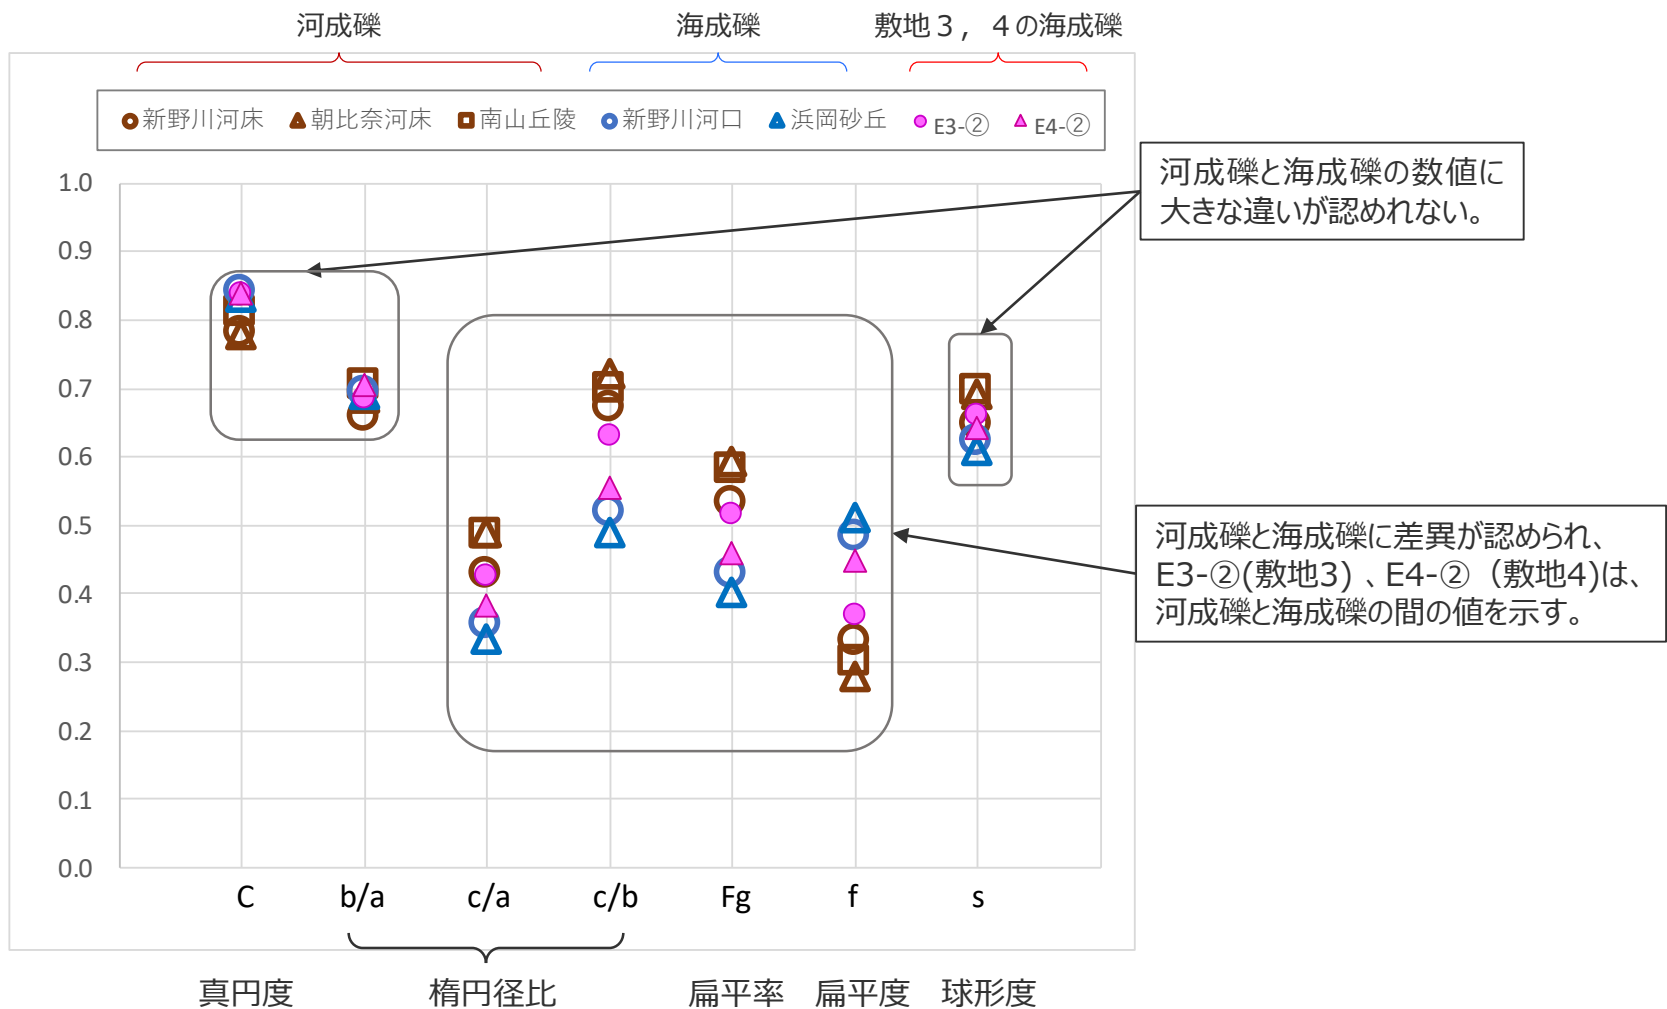 河成礫
海成礫
敷地３，４の海成礫
新野川河床 朝比奈河床 南山丘陵 新野川河口 浜岡砂丘 E3-② E4-②
河成礫と海成礫の数値に
大きな違いが認めれない。
1.0
0.9
0.8
0.7
0.6
0.5
0.4
0.3
0.2
0.1
0.0
河成礫と海成礫に差異が認められ、
E3-②(敷地3) 、E4-② （敷地4)は、
河成礫と海成礫の間の値を示す。
C b/a c/a c/b Fg f s
真円度 楕円径比 扁平率 扁平度 球形度